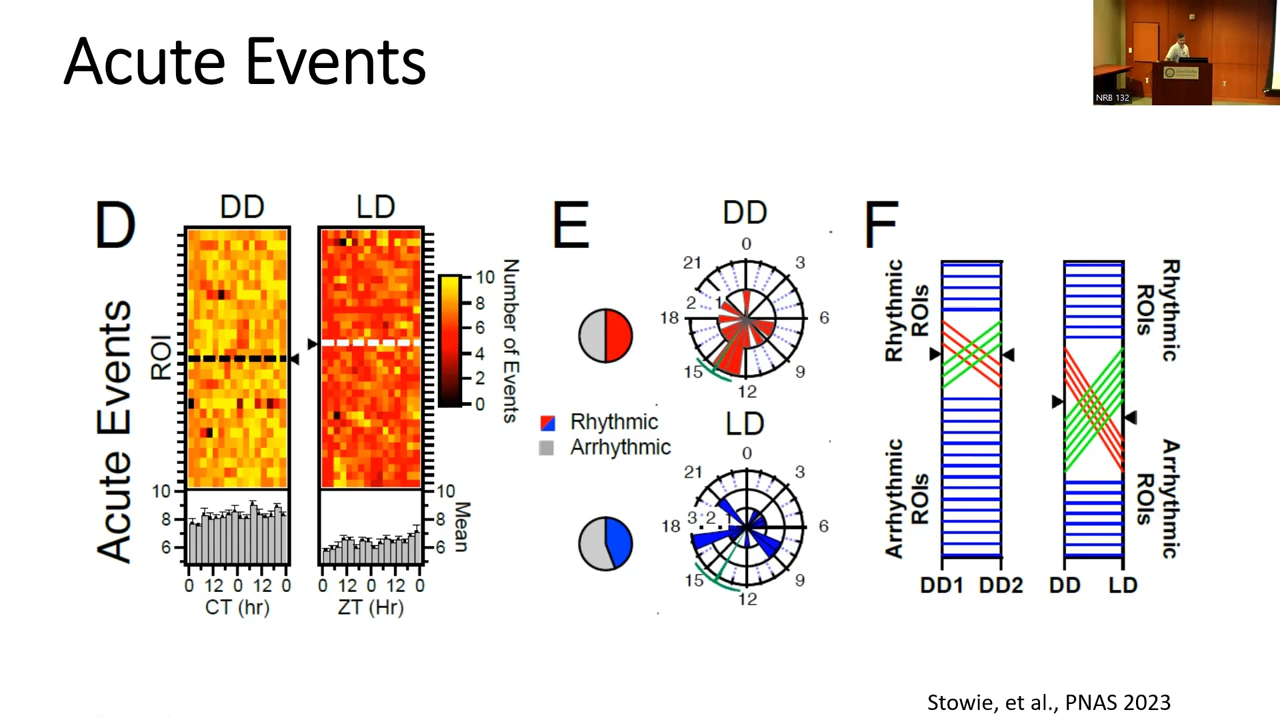 Acute Events
NRB 132
D
DD
LD
Acute Events
ROI
10
8
6
4
2
0
Number of Events
10
8
6
10
8
6
Mean
0 12 0 12 0
CT (hr)
0 12 0 12 0
ZT (Hr)
E
DD
0
3
6
9
12
15
18
21
2 1
Rhythmic
Arrhythmic
LD
0
3
6
9
12
15
18
21
3 2 1
F
Rhythmic
ROIs
Arrhythmic
ROIs
DD1 DD2
DD LD
Rhythmic
ROIs
Arrhythmic
ROIs
Stowie, et al., PNAS 2023